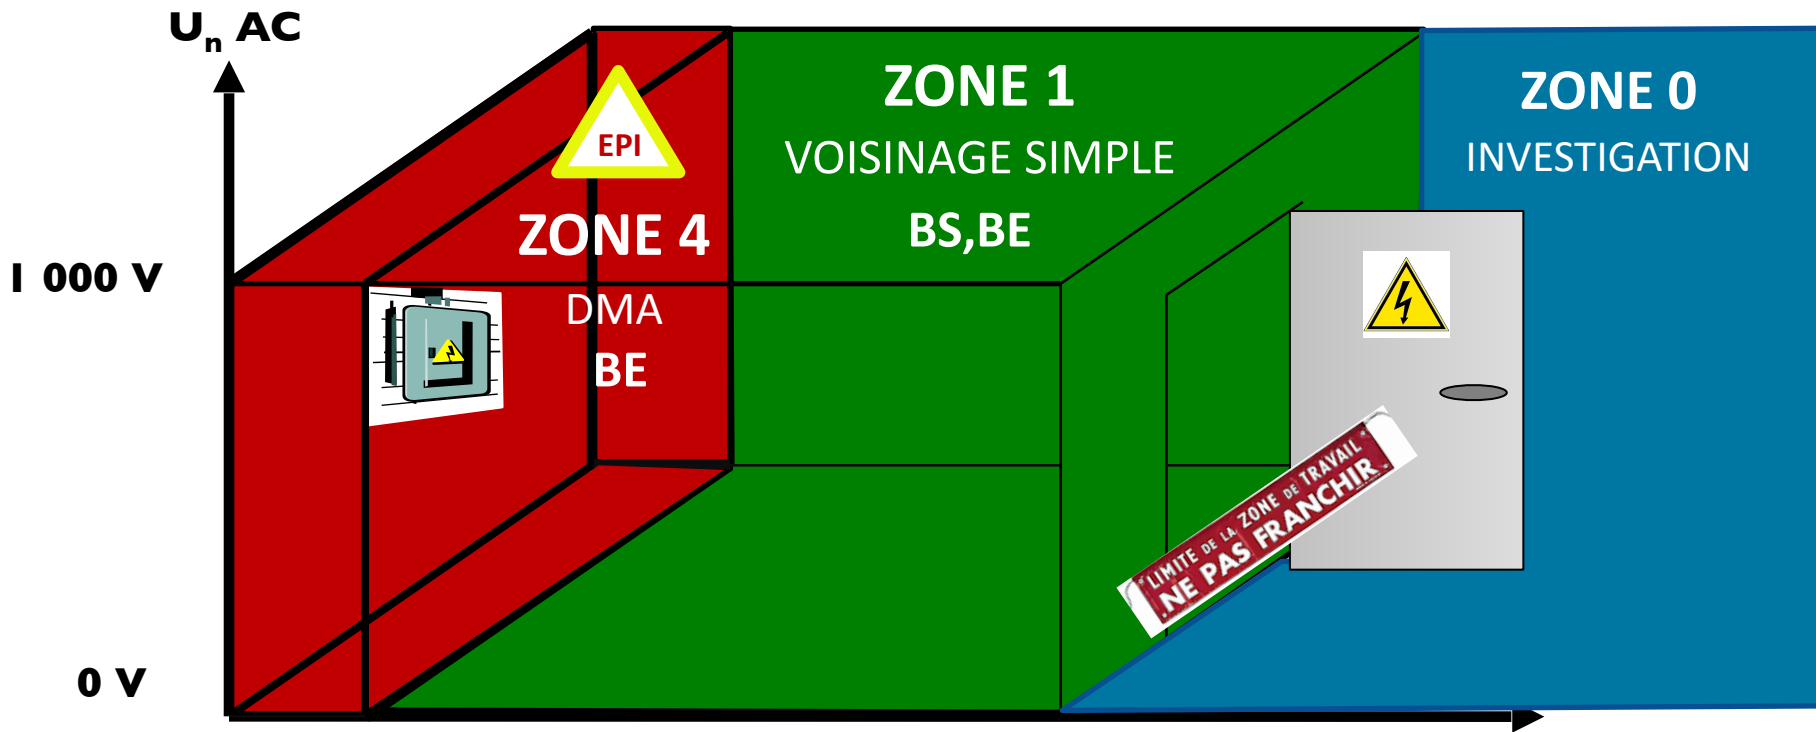 Un AC
1 000 V
0 V
EPI
ZONE 4
DMA
BE
ZONE 1
VOISINAGE SIMPLE
BS,BE
ZONE 0
INVESTIGATION
LIMITE DE LA ZONE DE TRAVAIL
NE PAS FRANCHIR